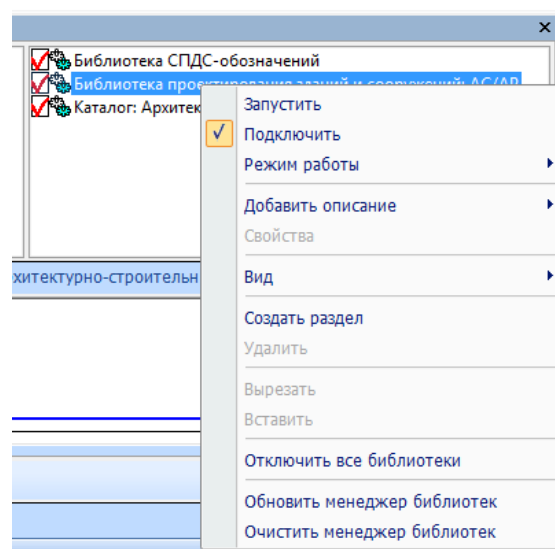 Библиотека СПДС-обозначений
Библиотека проектирования зданий и сооружений: АС/АР
Каталог: Архитек
Запустить
Подключить
Режим работы
Добавить описание
Свойства
хитектурно-строительн
Вид
Создать раздел
Удалить
Вырезать
Вставить
Отключить все библиотеки
Обновить менеджер библиотек
Очистить менеджер библиотек